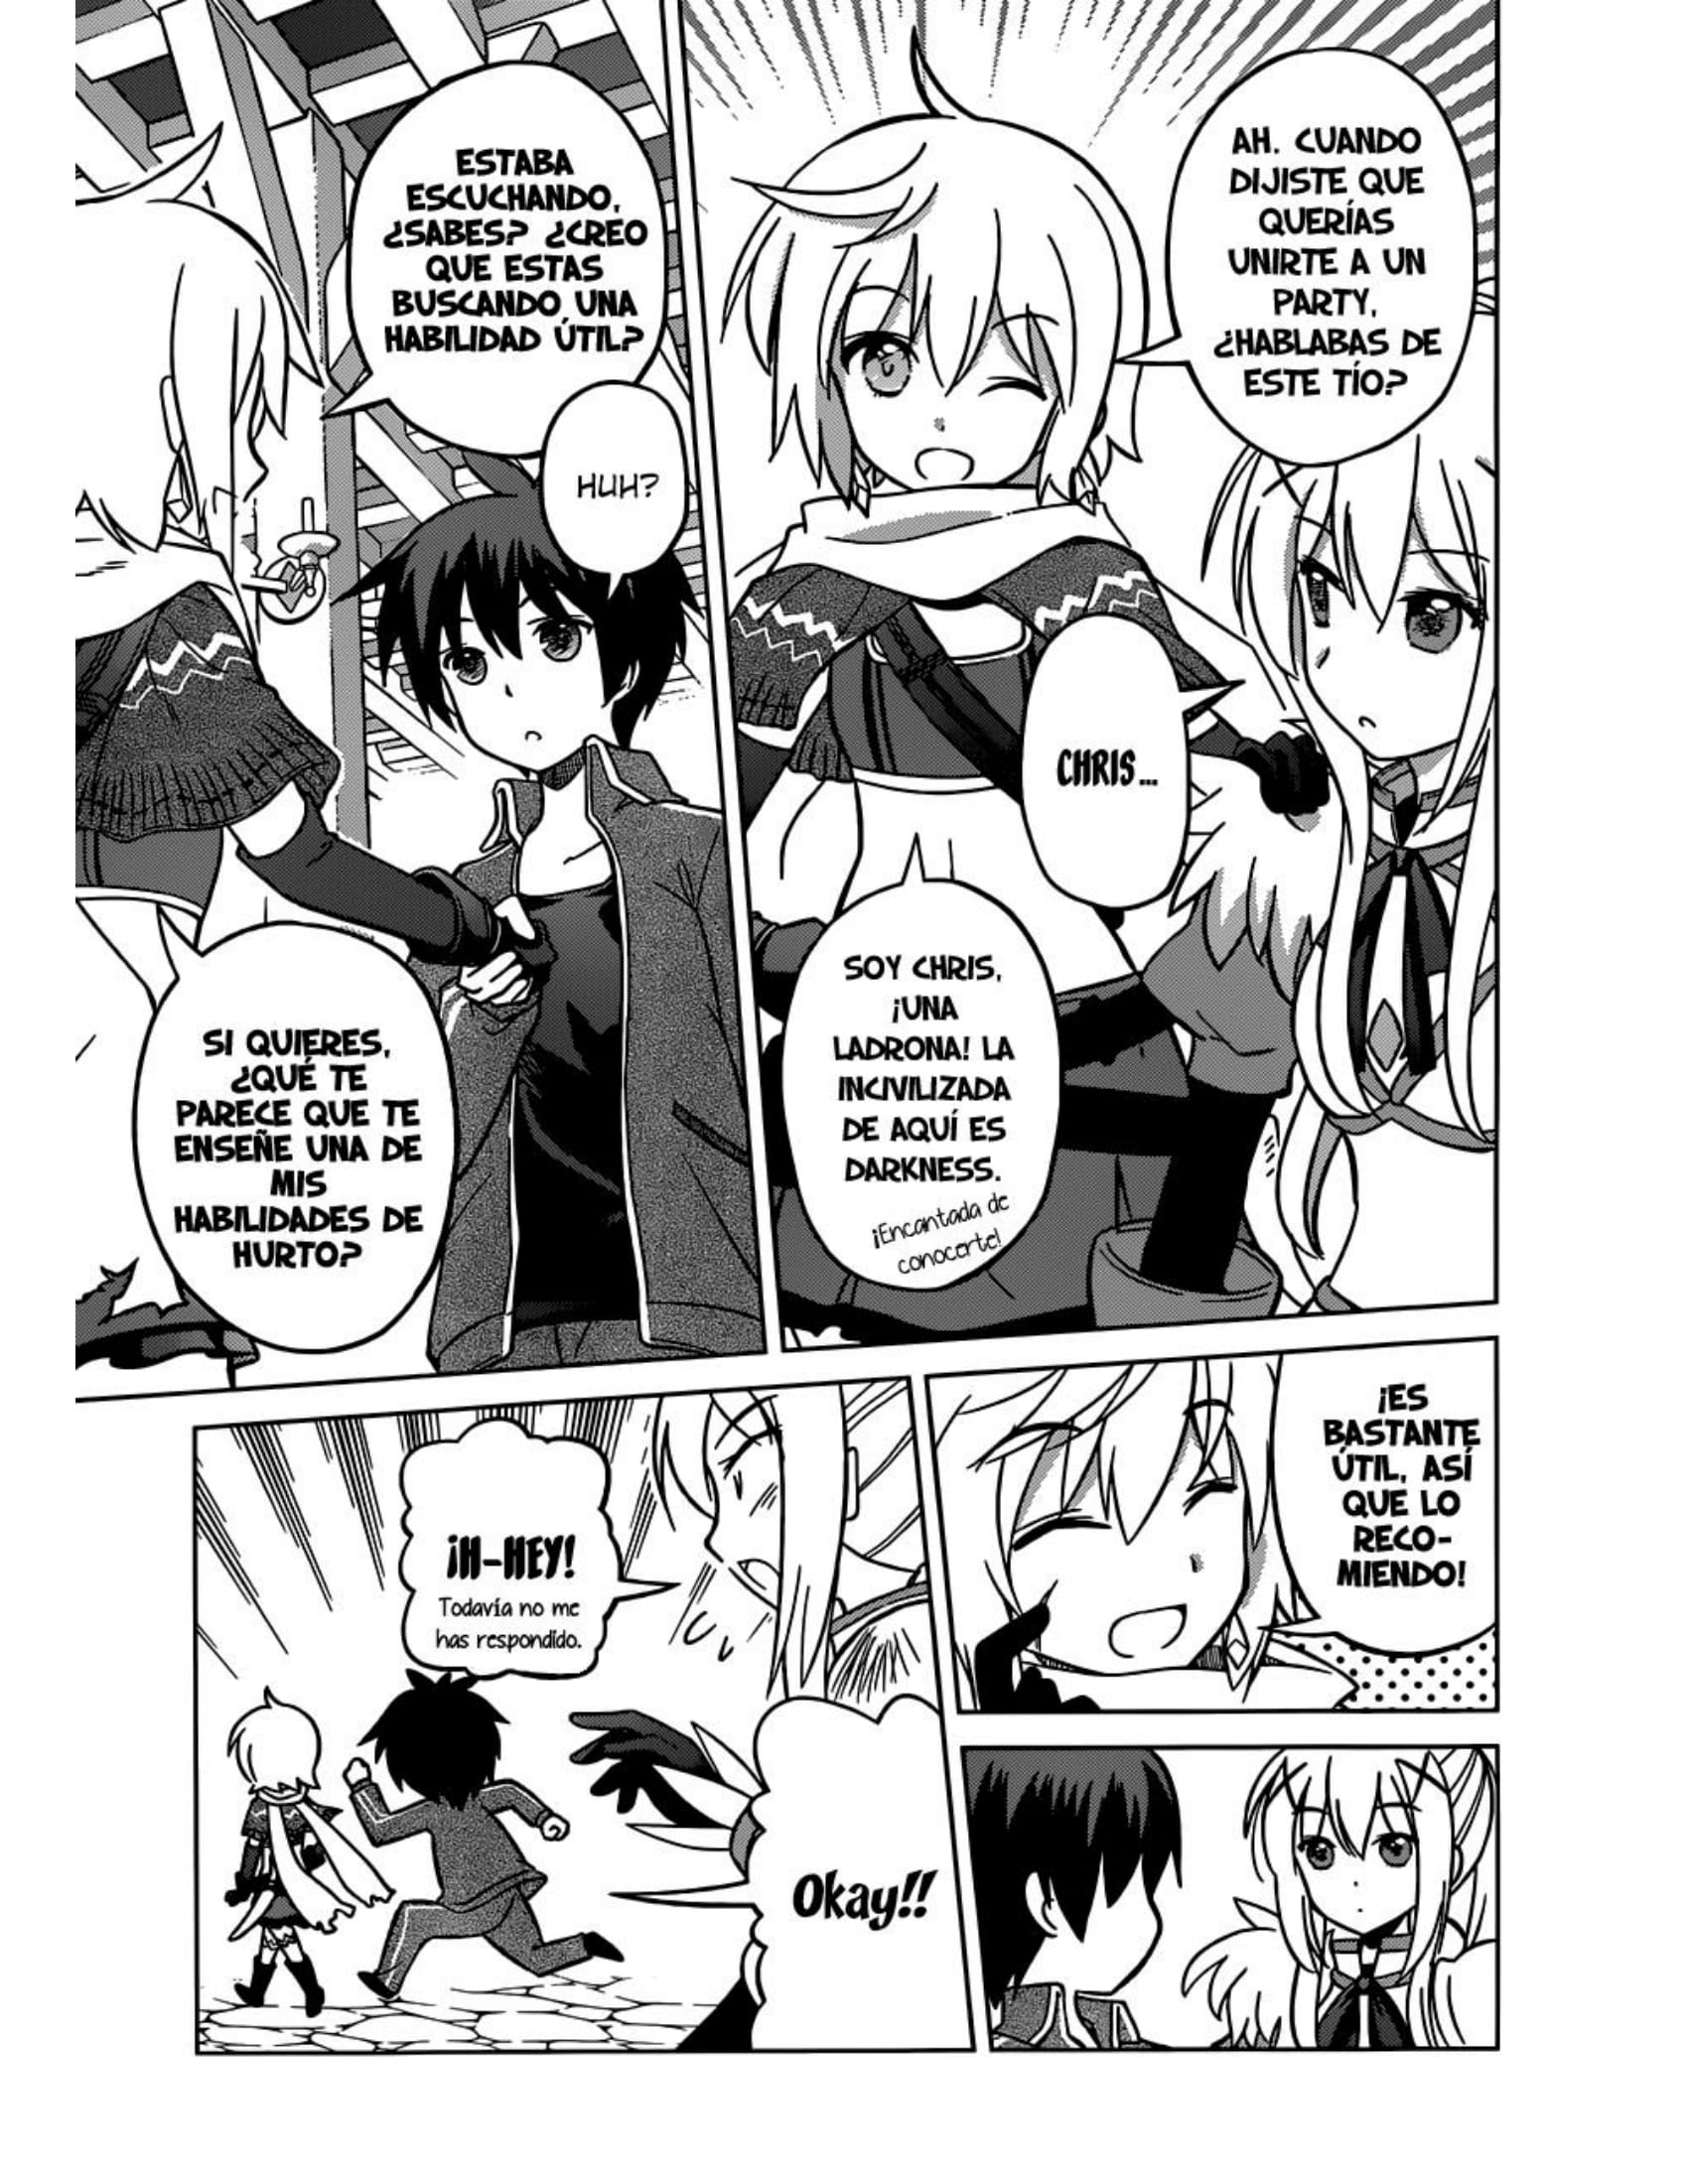 AH. CUANDO
DIJISTE QUE
QUERÍAS
UNIRTE A UN
PARTY,
¿HABLABAS DE
ESTE TÍO?
CHRIS...
SOY CHRIS,
¡UNA
LADRONA! LA
INCIVILIZADA
DE AQUÍ ES
DARKNESS.
¡Encantada de
conocerte!
ESTABA
ESCUCHANDO,
¿SABES? ¿CREO
QUE ESTAS
BUSCANDO UNA
HABILIDAD ÚTIL?
HUH?
SI QUIERES,
¿QUÉ TE
PARECE QUE TE
ENSEÑE UNA DE
MIS
HABILIDADES DE
HURTO?
¡ES
BASTANTE
ÚTIL, ASÍ
QUE LO
RECO-
MIENDO!
Okay!!
¡H-HEY!
Todavía no me
has respondido.